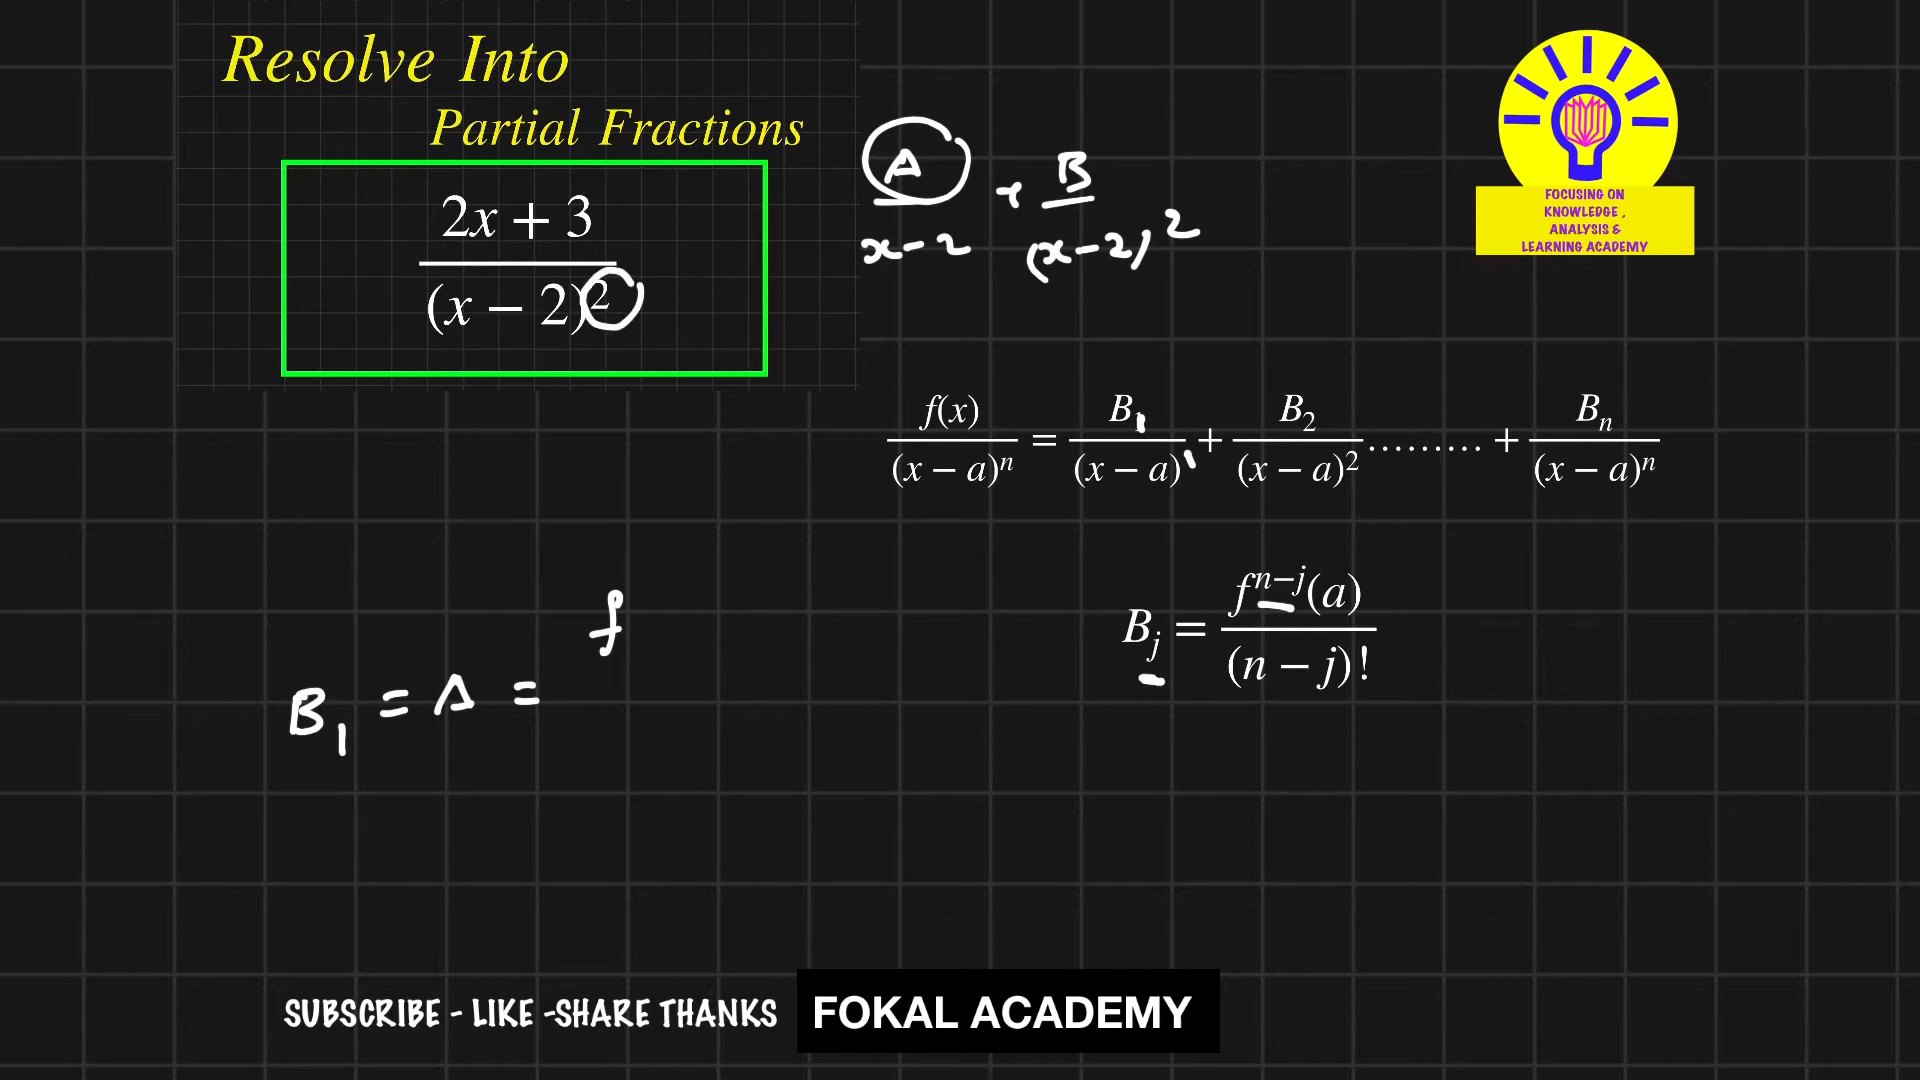 Resolve Into
Partial Fractions
2x + 3
(x − 2)²
A/(x-2) + B/(x-2)²
FOCUSING ON
KNOWLEDGE ,
ANALYSIS &
LEARNING ACADEMY
f(x)/(x − a)ⁿ = B₁/(x − a)¹ + B₂/(x − a)² ......... + Bₙ/(x − a)ⁿ
Bⱼ = fⁿ⁻ʲ(a)/(n − j)!
B₁ = A = f
SUBSCRIBE - LIKE -SHARE THANKS
FOKAL ACADEMY